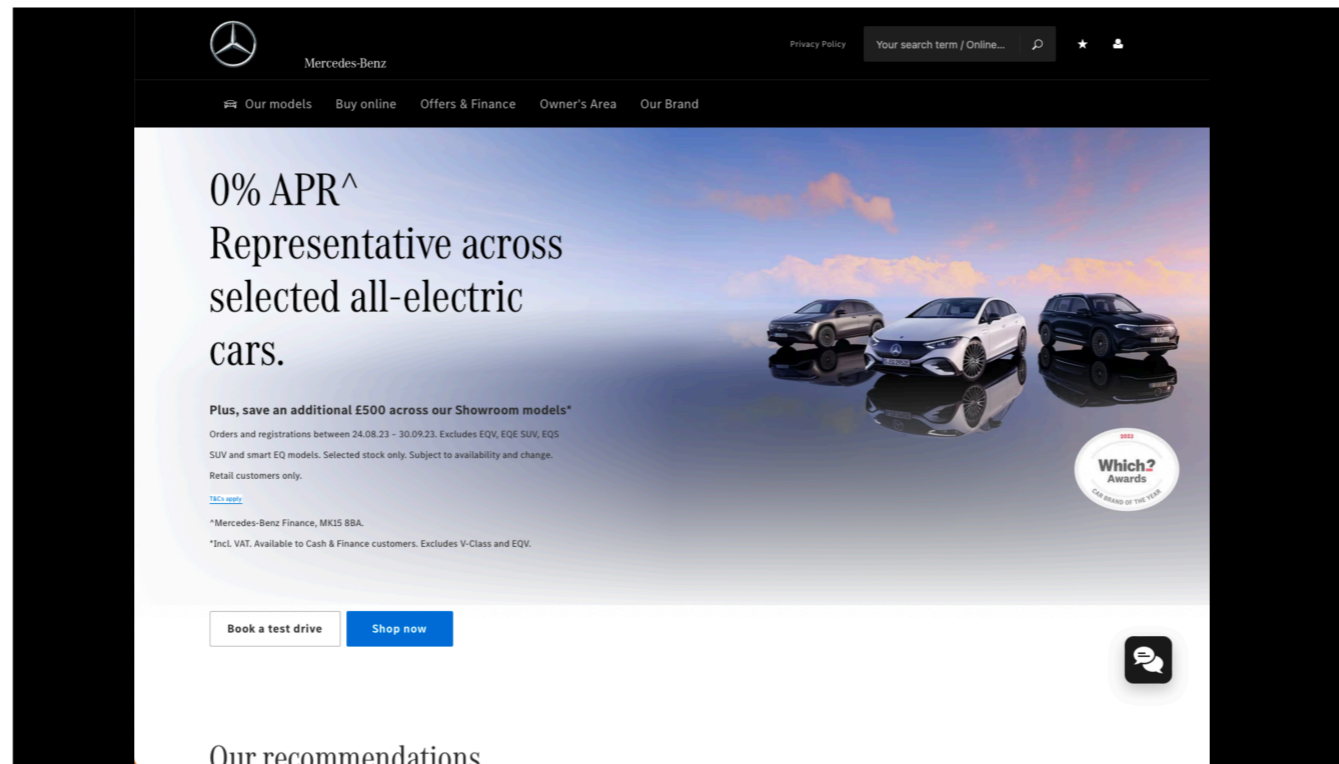 Mercedes-Benz
Privacy Policy
Your search term / Online...
Our models
Buy online
Offers & Finance
Owner's Area
Our Brand
0% APR^
Representative across
selected all-electric
cars.
Plus, save an additional £500 across our Showroom models*
Orders and registrations between 24.08.23 – 30.09.23. Excludes EQV, EQE SUV, EQS
SUV and smart EQ models. Selected stock only. Subject to availability and change.
Retail customers only.
T&Cs apply
^Mercedes-Benz Finance, MK15 8BA.
*Incl. VAT. Available to Cash & Finance customers. Excludes V-Class and EQV.
Which?
Awards
CAR BRAND OF THE YEAR
Book a test drive
Shop now
Our recommendations